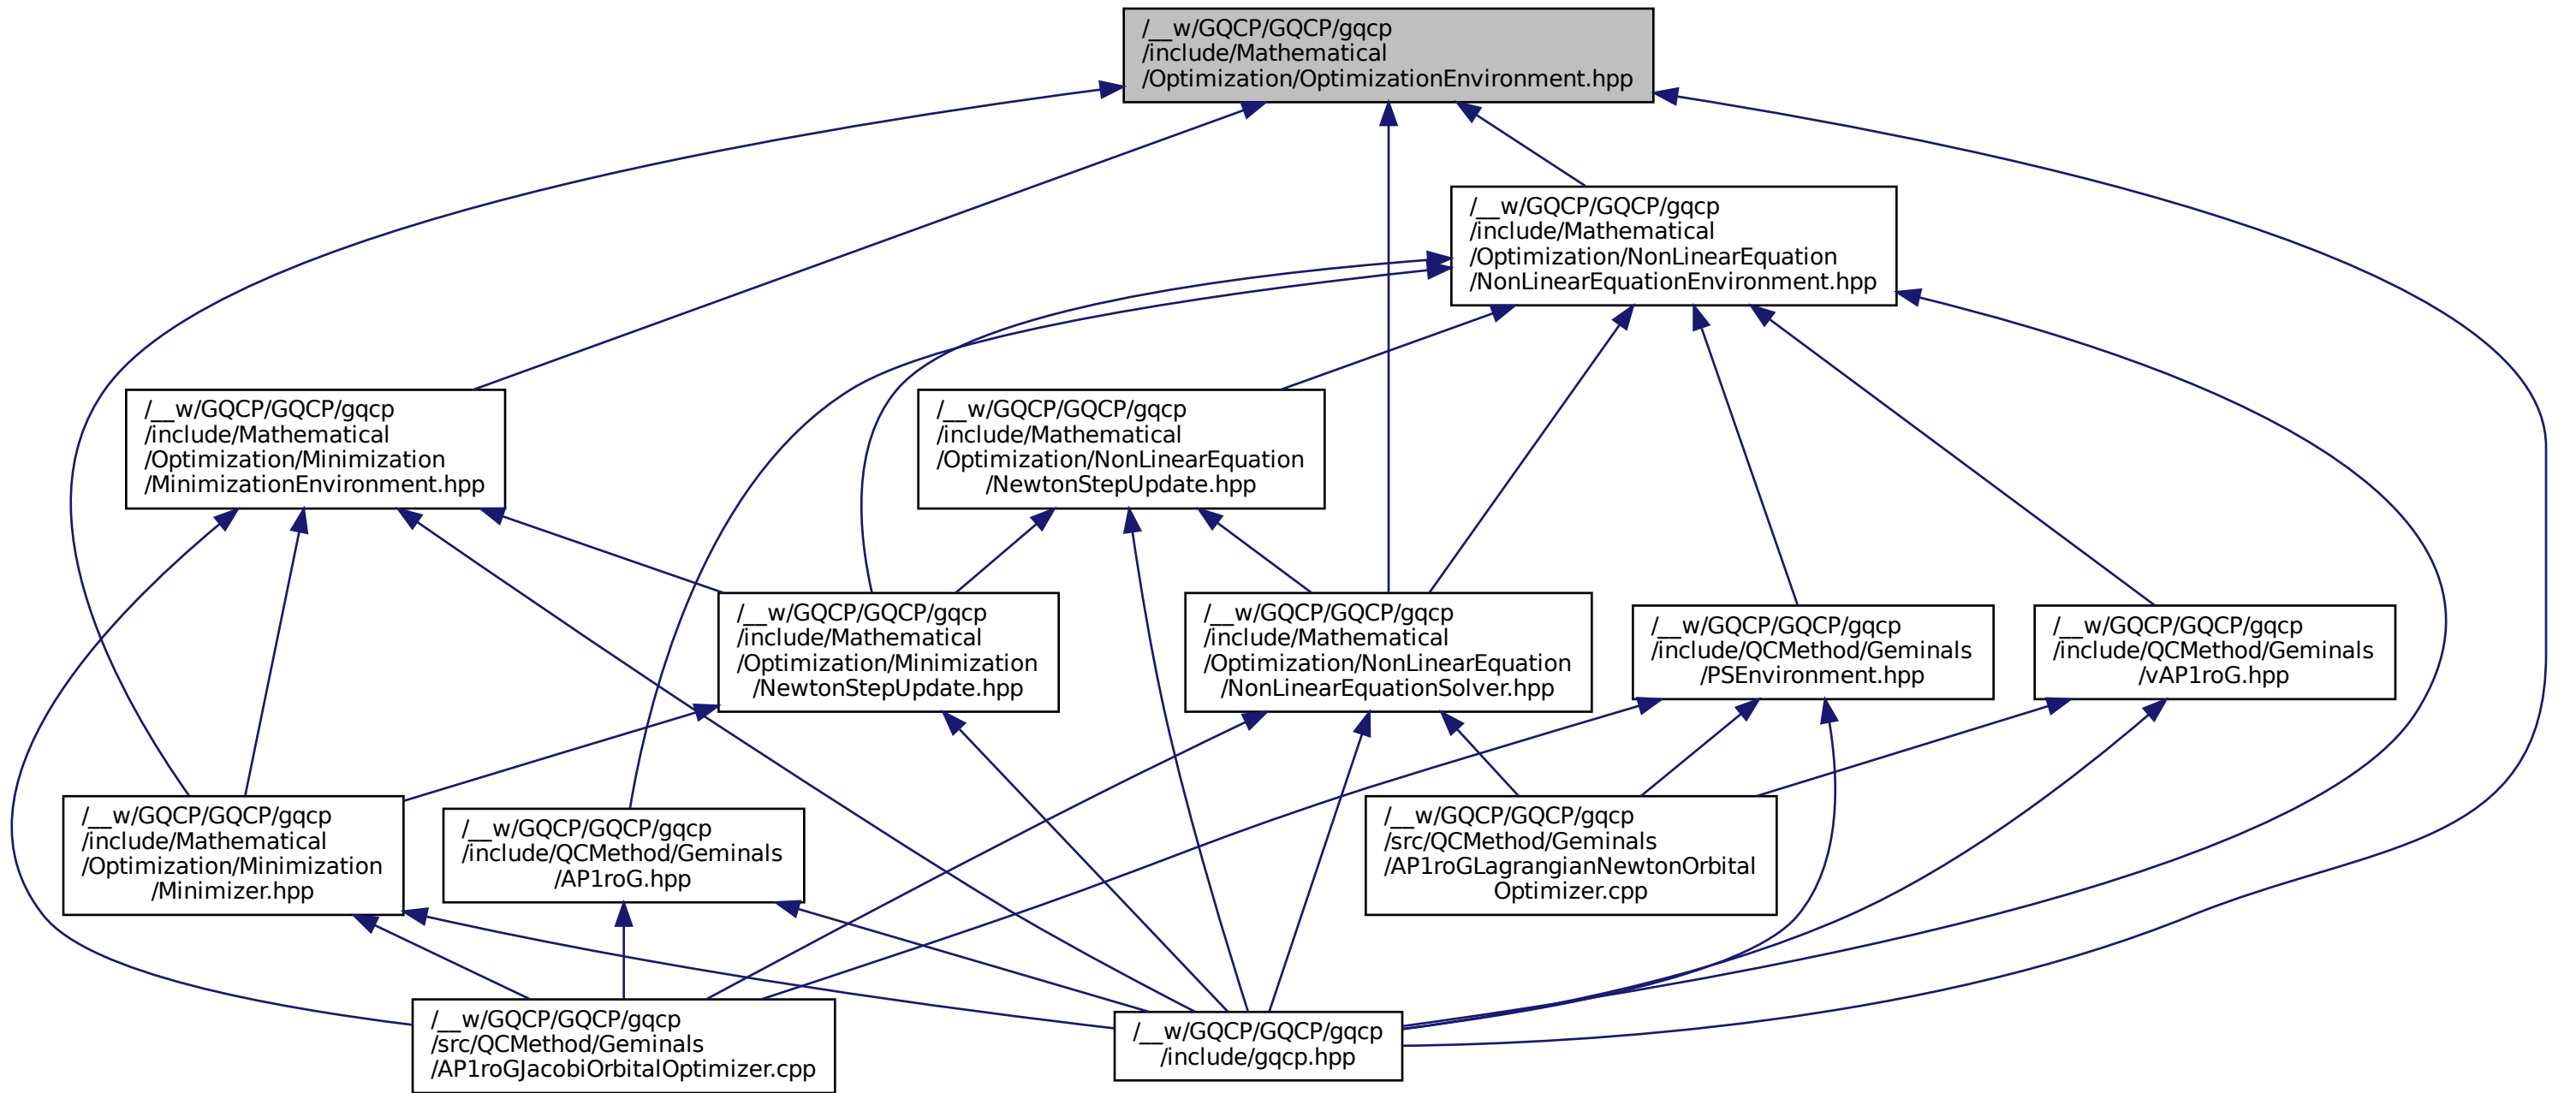 /__w/GQCP/GQCP/gqcp
/include/Mathematical
/Optimization/OptimizationEnvironment.hpp
/__w/GQCP/GQCP/gqcp
/include/Mathematical
/Optimization/NonLinearEquation
/NonLinearEquationEnvironment.hpp
/__w/GQCP/GQCP/gqcp
/include/Mathematical
/Optimization/Minimization
/MinimizationEnvironment.hpp
/__w/GQCP/GQCP/gqcp
/include/Mathematical
/Optimization/NonLinearEquation
/NewtonStepUpdate.hpp
/__w/GQCP/GQCP/gqcp
/include/Mathematical
/Optimization/Minimization
/NewtonStepUpdate.hpp
/__w/GQCP/GQCP/gqcp
/include/Mathematical
/Optimization/NonLinearEquation
/NonLinearEquationSolver.hpp
/__w/GQCP/GQCP/gqcp
/include/QCMethod/Geminals
/PSEnvironment.hpp
/__w/GQCP/GQCP/gqcp
/include/QCMethod/Geminals
/vAP1roG.hpp
/__w/GQCP/GQCP/gqcp
/include/Mathematical
/Optimization/Minimization
/Minimizer.hpp
/__w/GQCP/GQCP/gqcp
/include/QCMethod/Geminals
/AP1roG.hpp
/__w/GQCP/GQCP/gqcp
/src/QCMethod/Geminals
/AP1roGLagrangianNewtonOrbital
Optimizer.cpp
/__w/GQCP/GQCP/gqcp
/src/QCMethod/Geminals
/AP1roGJacobiOrbitalOptimizer.cpp
/__w/GQCP/GQCP/gqcp
/include/gqcp.hpp